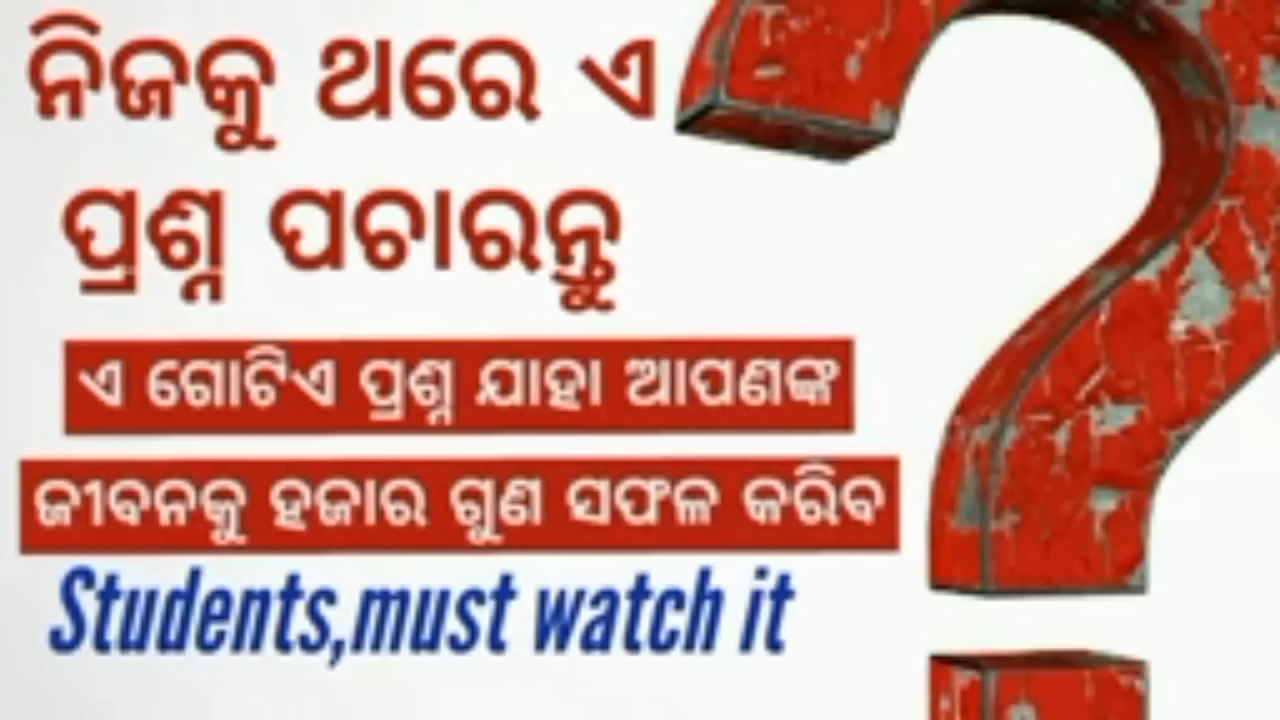 ନିଜକୁ ଥରେ ଏ
ପ୍ରଶ୍ନ ପଚାରନ୍ତୁ
ଏ ଗୋଟିଏ ପ୍ରଶ୍ନ ଯାହା ଆପଣଙ୍କ
ଜୀବନକୁ ହଜାର ଗୁଣ ସଫଳ କରିବ
Students,must watch it